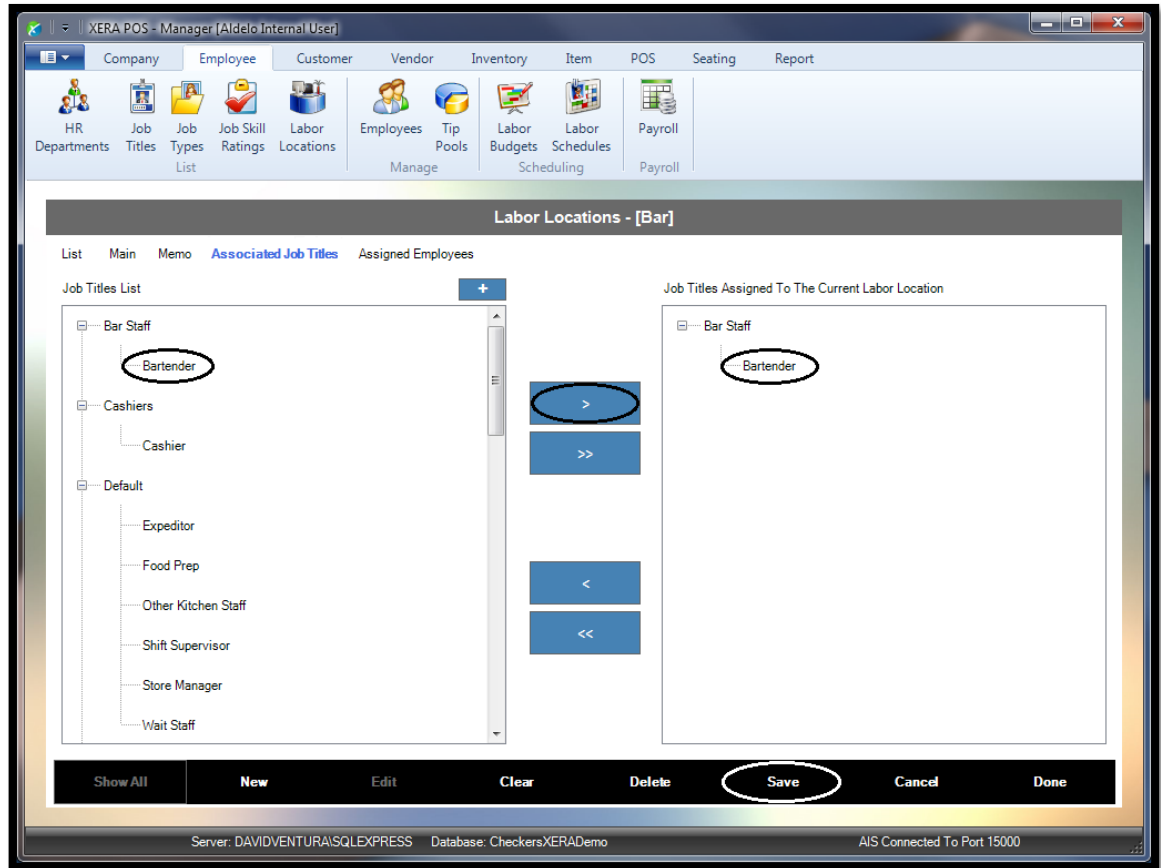 XERA POS - Manager [Aldelo Internal User]
Company Employee Customer Vendor Inventory Item POS Seating Report
HR Departments
Job Titles
Job Types
Job Skill Ratings
Labor Locations
List
Employees
Tip Pools
Manage
Labor Budgets
Labor Schedules
Scheduling
Payroll
Payroll
Labor Locations - [Bar]
List Main Memo Associated Job Titles Assigned Employees
Job Titles List
+
Bar Staff
Bartender
Cashiers
Cashier
Default
Expeditor
Food Prep
Other Kitchen Staff
Shift Supervisor
Store Manager
Wait Staff
>
>>
<
<<
Job Titles Assigned To The Current Labor Location
Bar Staff
Bartender
Show All New Edit Clear Delete Save Cancel Done
Server: DAVIDVENTURA\SQLEXPRESS Database: CheckersXERADemo AIS Connected To Port 15000